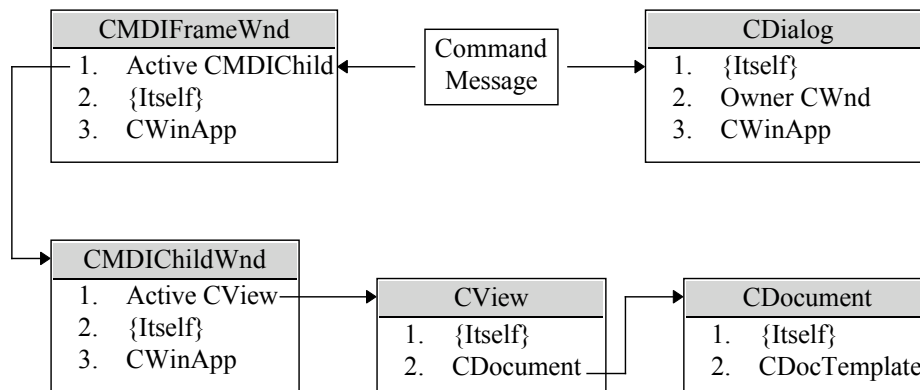 CMDIFrameWnd
1. Active CMDIChild
2. {Itself}
3. CWinApp
Command
Message
CDialog
1. {Itself}
2. Owner CWnd
3. CWinApp
CMDIChildWnd
1. Active CView
2. {Itself}
3. CWinApp
CView
1. {Itself}
2. CDocument
CDocument
1. {Itself}
2. CDocTemplate